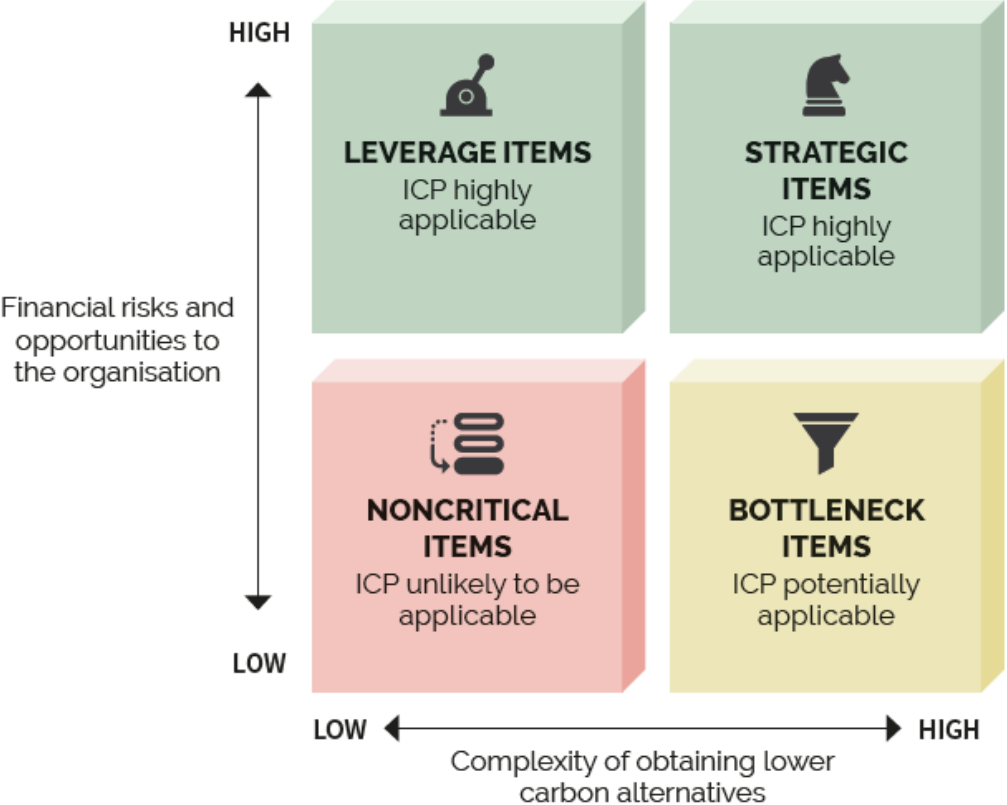 HIGH
LEVERAGE ITEMS
ICP highly
applicable
STRATEGIC
ITEMS
ICP highly
applicable
Financial risks and
opportunities to
the organisation
NONCRITICAL
ITEMS
ICP unlikely to be
applicable
BOTTLENECK
ITEMS
ICP potentially
applicable
LOW
LOW
HIGH
Complexity of obtaining lower
carbon alternatives